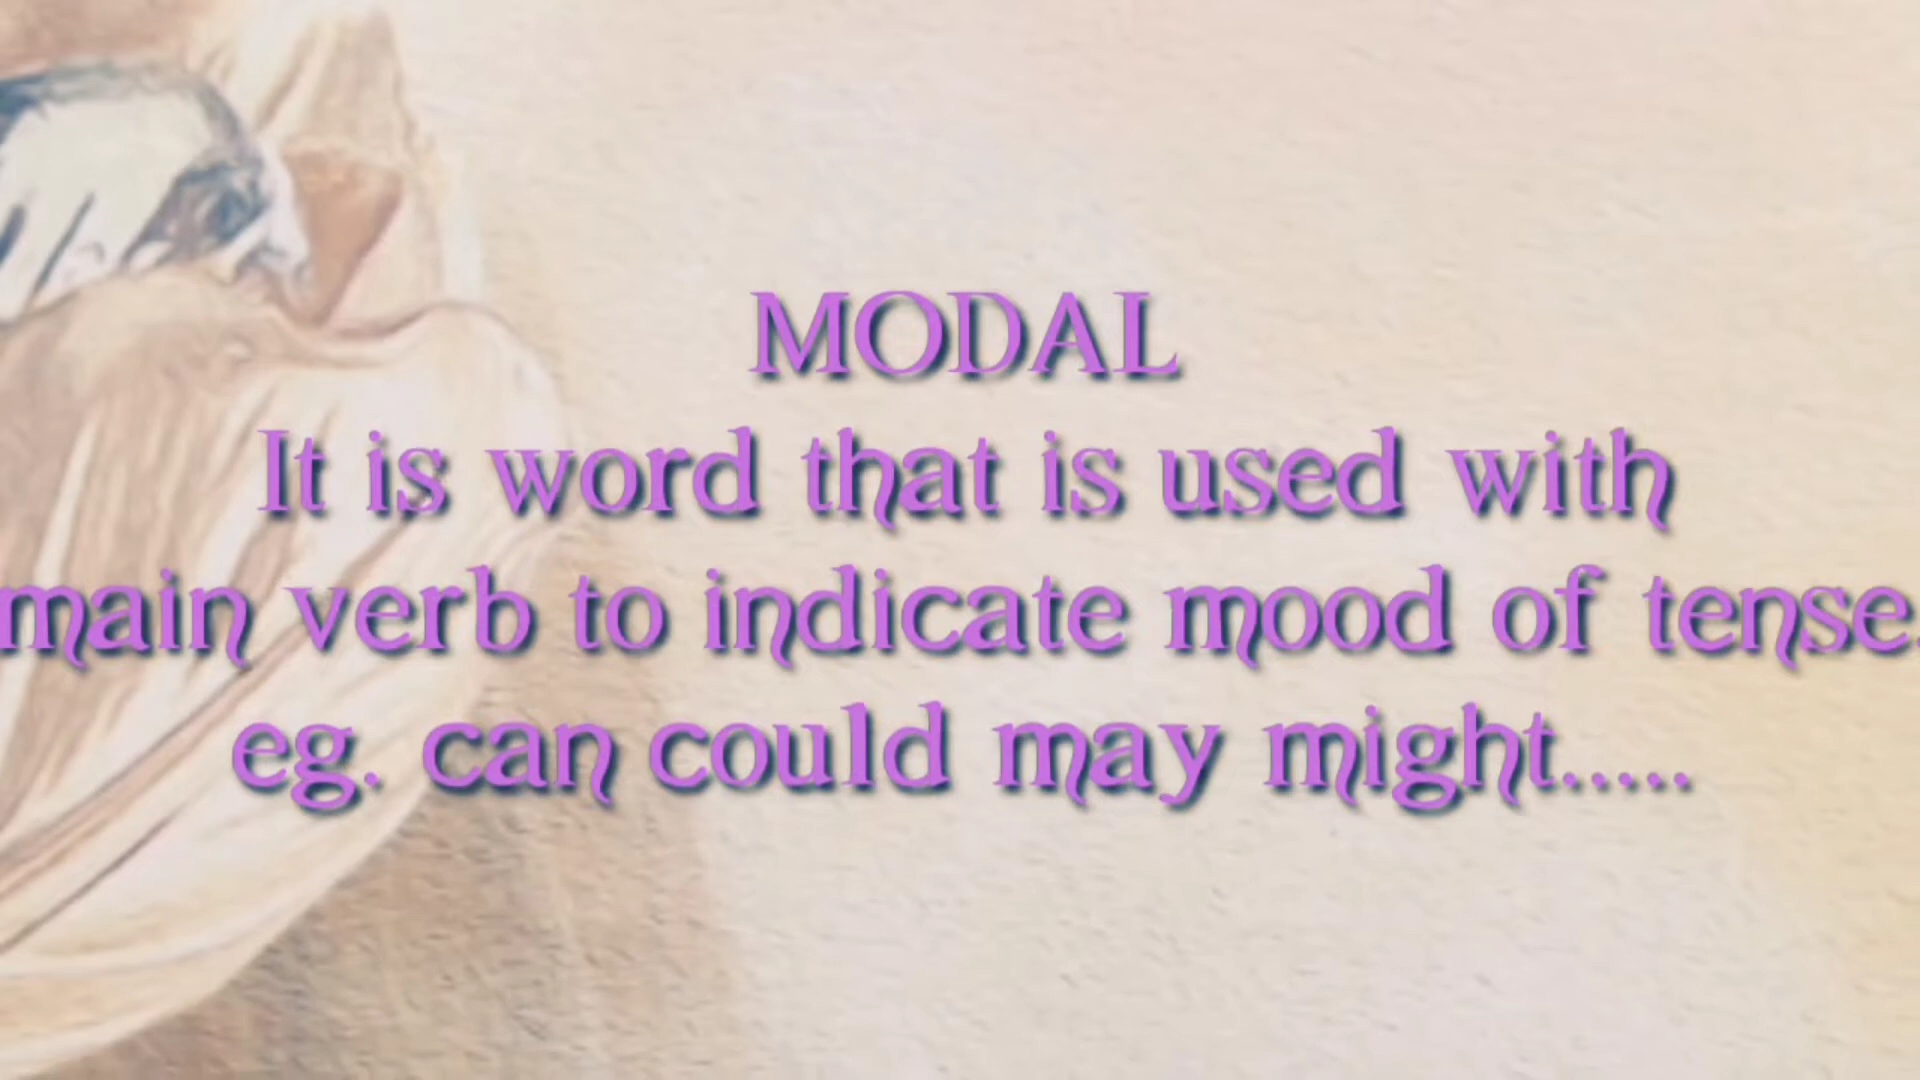 MODAL
It is word that is used with
main verb to indicate mood of tense.
eg. can could may might.....